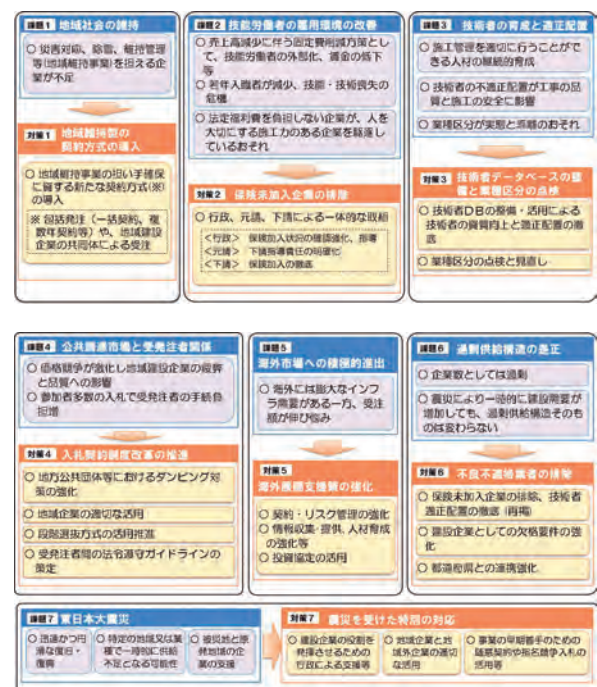 課題1 地域社会の維持
○ 災害対応、除雪、維持管理
等(地域維持事業)を担える企
業が不足
対策1 地域維持型の
契約方式の導入
○ 地域維持事業の担い手確保
に資する新たな契約方式(※)
の導入
※ 包括発注（一括契約、複
数年契約等）や、地域建設
企業の共同体による受注
課題2 技能労働者の雇用環境の改善
○ 売上高減少に伴う固定費削減方策とし
て、技能労働者の外部化、賃金の低下
等
○ 若年入職者が減少、技能・技術喪失の
危機
○ 法定福利費を負担しない企業が、人を
大切にする施工力のある企業を駆逐し
ているおそれ
対策2 保険未加入企業の排除
○ 行政、元請、下請による一体的な取組
＜行政＞ 保険加入状況の確認強化、指導
＜元請＞ 下請指導責任の明確化
＜下請＞ 保険加入の徹底
課題3 技術者の育成と適正配置
○ 施工管理を適切に行うことがで
きる人材の継続的育成
○ 技術者の不適正配置が工事の品
質と施工の安全に影響
○ 業種区分が実態と乖離のおそれ
対策3 技術者データベースの整
備と業種区分の点検
○ 技術者DBの整備・活用による
技術者の資質向上と適正配置の徹
底
○ 業種区分の点検と見直し
課題4 公共調達市場と受発注者関係
○ 価格競争が激化し地域建設企業の疲弊
と品質への影響
○ 参加者多数の入札で受発注者の手続負
担増
対策4 入札契約制度改革の推進
○ 地方公共団体等におけるダンピング対
策の強化
○ 地域企業の適切な活用
○ 段階選抜方式の活用推進
○ 受発注者間の法令遵守ガイドラインの
策定
課題5
海外市場への積極的進出
○ 海外には膨大なインフ
ラ需要がある一方、受注
額が伸び悩み
対策5
海外展開支援策の強化
○ 契約・リスク管理の強化
○ 情報収集・提供、人材育成
の強化等
○ 投資協定の活用
課題6 過剰供給構造の是正
○ 企業数としては過剰
○ 震災により一時的に建設需要が
増加しても、過剰供給構造そのも
のは変わらない
対策6 不良不適格業者の排除
○ 保険未加入企業の排除、技術者
適正配置の徹底（再掲）
○ 建設企業としての欠格要件の強
化
○ 都道府県との連携強化
課題7 東日本大震災
○ 迅速かつ円
滑な復旧・
復興
○ 特定の地域又は業
種で一時的に供給
不足となる可能性
○ 被災地と原
発地域の企
業の支援
対策7 震災を受けた特別の対応
○ 建設企業の役割を
発揮させるための
行政による支援等
○ 地域企業と地
域外企業の適切
な活用
○ 事業の早期着手のための
随意契約や指名競争入札の
活用等